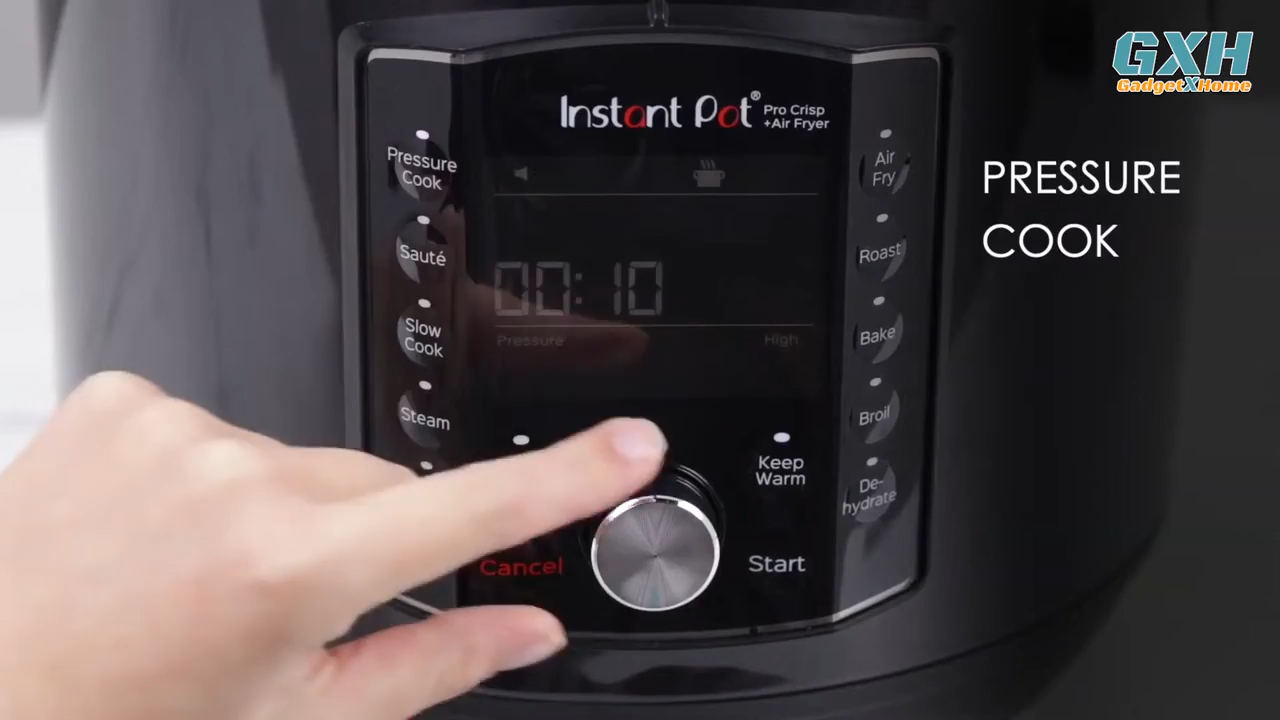 GXH
GadgetXHome
Instant Pot®
Pro Crisp
+Air Fryer
Pressure
Cook
Sauté
Slow
Cook
Steam
00:10
Pressure
High
Air
Fry
Roast
Bake
Broil
De-
hydrate
Keep
Warm
Cancel
Start
PRESSURE
COOK